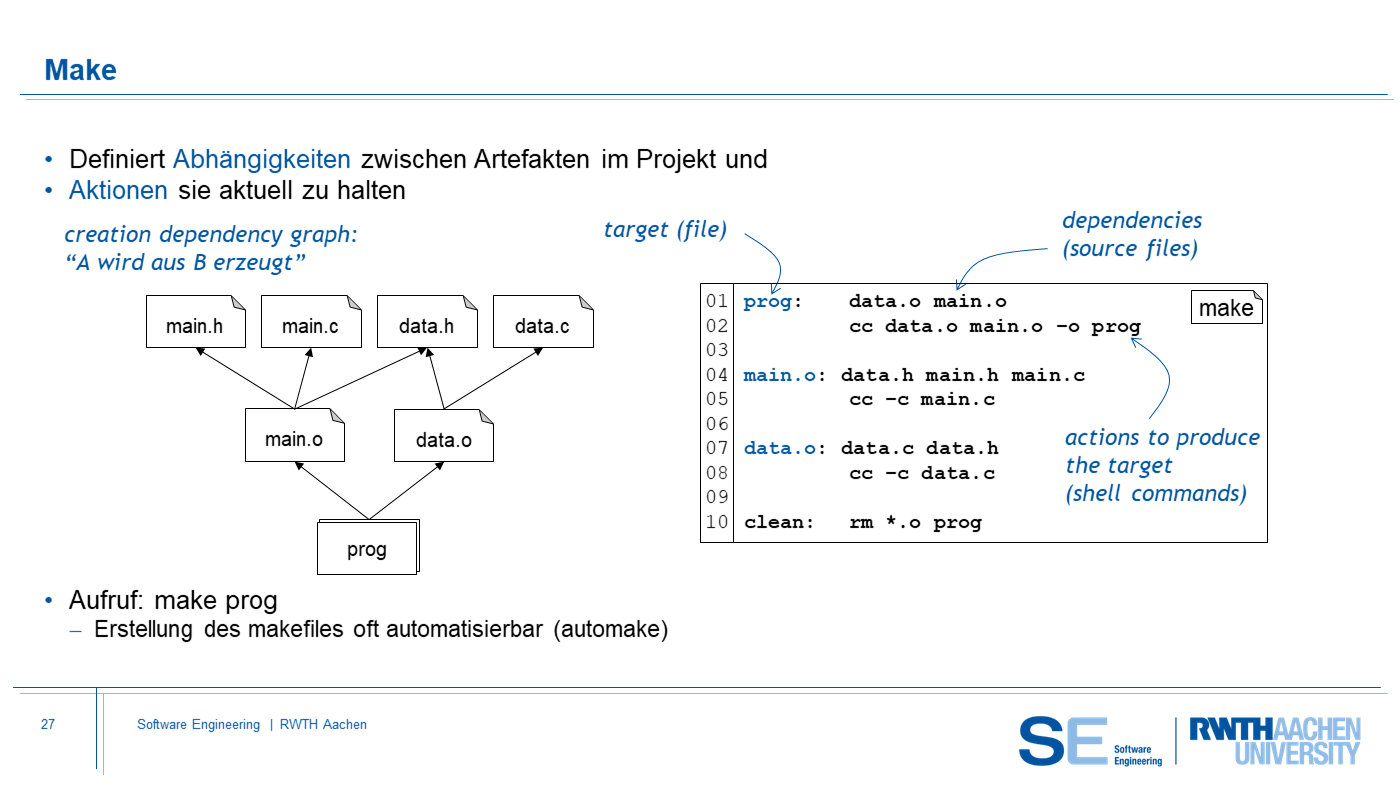 Make
• Definiert Abhängigkeiten zwischen Artefakten im Projekt und
• Aktionen sie aktuell zu halten
creation dependency graph:
“A wird aus B erzeugt”
main.h
main.c
data.h
data.c
main.o
data.o
prog
target (file)
dependencies
(source files)
make
01 prog: data.o main.o
02 cc data.o main.o –o prog
03
04 main.o: data.h main.h main.c
05 cc –c main.c
06
07 data.o: data.c data.h
08 cc –c data.c
09
10 clean: rm *.o prog
actions to produce
the target
(shell commands)
• Aufruf: make prog
– Erstellung des makefiles oft automatisierbar (automake)
27
Software Engineering | RWTH Aachen
SE Software
Engineering
RWTHAACHEN
UNIVERSITY